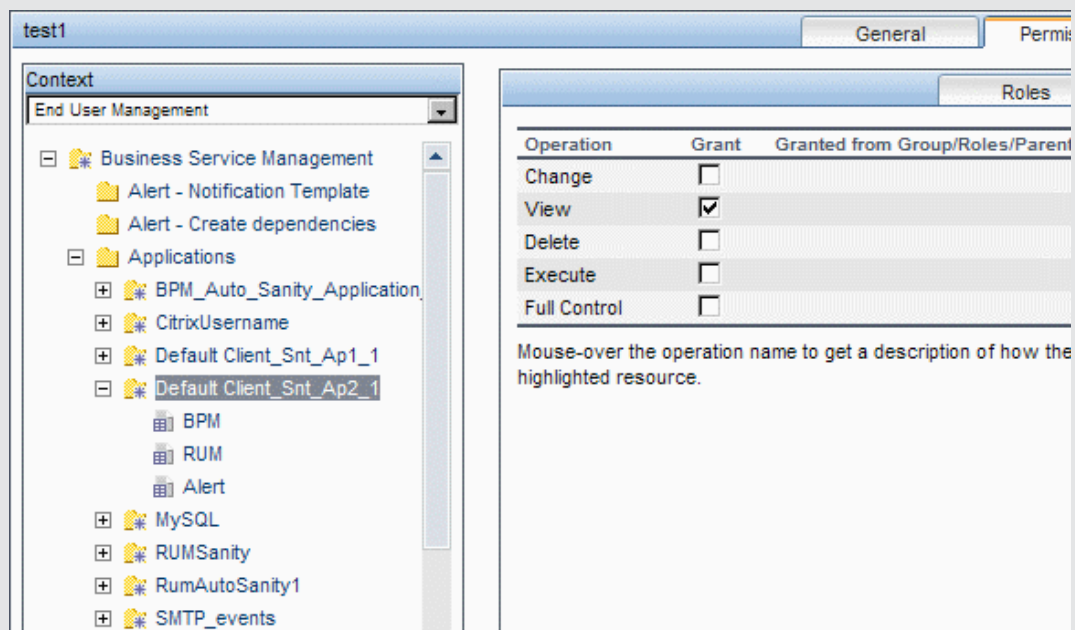 test1
General
Permis
Context
End User Management
Business Service Management
Alert - Notification Template
Alert - Create dependencies
Applications
BPM_Auto_Sanity_Application_
CitrixUsername
Default Client_Snt_Ap1_1
Default Client_Snt_Ap2_1
BPM
RUM
Alert
MySQL
RUMSanity
RumAutoSanity1
SMTP_events
Roles
Operation Grant Granted from Group/Roles/Parent
Change
View
Delete
Execute
Full Control
Mouse-over the operation name to get a description of how the
highlighted resource.